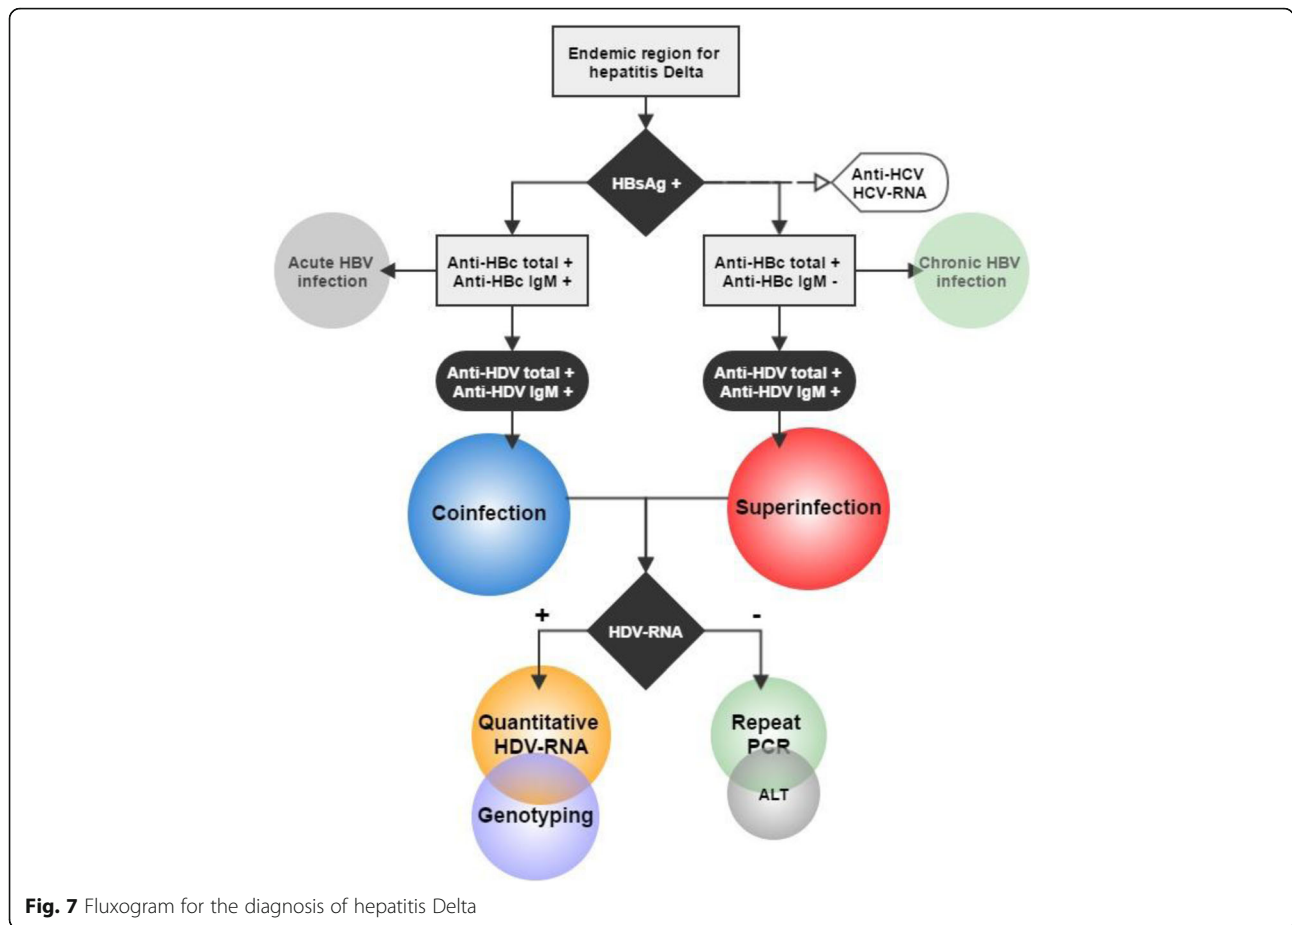 Endemic region for
hepatitis Delta
HBsAg +
Anti-HCV
HCV-RNA
Acute HBV
infection
Anti-HBc total +
Anti-HBc IgM +
Anti-HBc total +
Anti-HBc IgM -
Chronic HBV
infection
Anti-HDV total +
Anti-HDV IgM +
Anti-HDV total +
Anti-HDV IgM +
Coinfection
Superinfection
+
HDV-RNA
-
Quantitative
HDV-RNA
Genotyping
Repeat
PCR
ALT
Fig. 7 Fluxogram for the diagnosis of hepatitis Delta